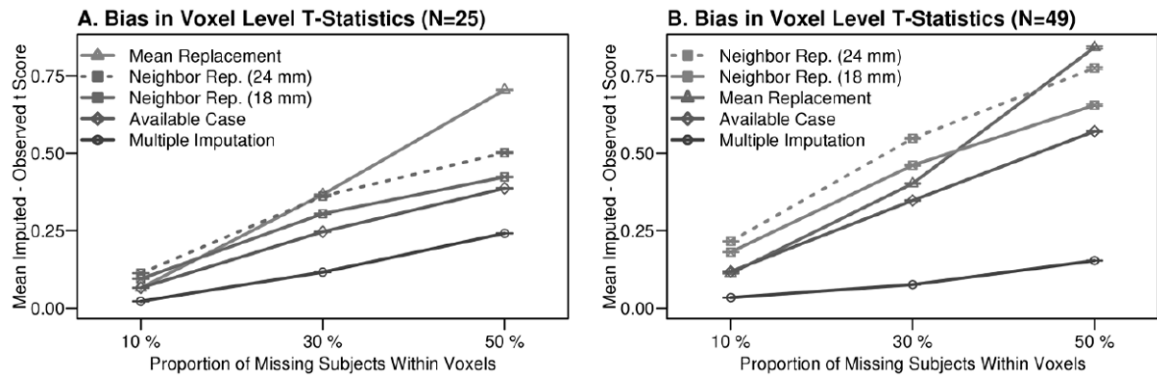 A. Bias in Voxel Level T-Statistics (N=25)
Mean Imputed - Observed t Score
0.75
0.50
0.25
0.00
Mean Replacement
Neighbor Rep. (24 mm)
Neighbor Rep. (18 mm)
Available Case
Multiple Imputation
10 %
30 %
50 %
Proportion of Missing Subjects Within Voxels
B. Bias in Voxel Level T-Statistics (N=49)
Mean Imputed - Observed t Score
0.75
0.50
0.25
0.00
Neighbor Rep. (24 mm)
Neighbor Rep. (18 mm)
Mean Replacement
Available Case
Multiple Imputation
10 %
30 %
50 %
Proportion of Missing Subjects Within Voxels